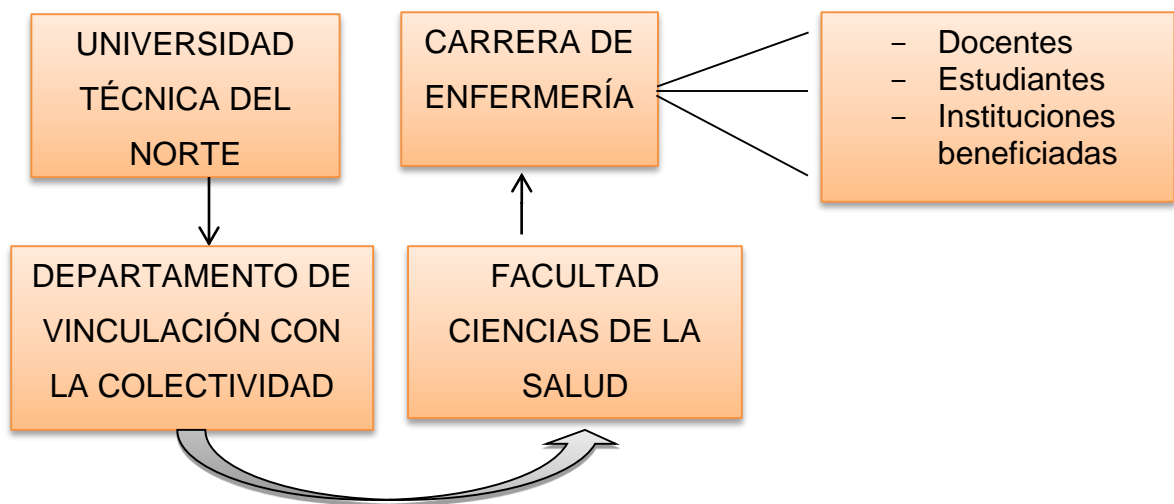 UNIVERSIDAD
TÉCNICA DEL
NORTE
CARRERA DE
ENFERMERÍA
– Docentes
– Estudiantes
– Instituciones
beneficiadas
DEPARTAMENTO DE
VINCULACIÓN CON
LA COLECTIVIDAD
FACULTAD
CIENCIAS DE LA
SALUD